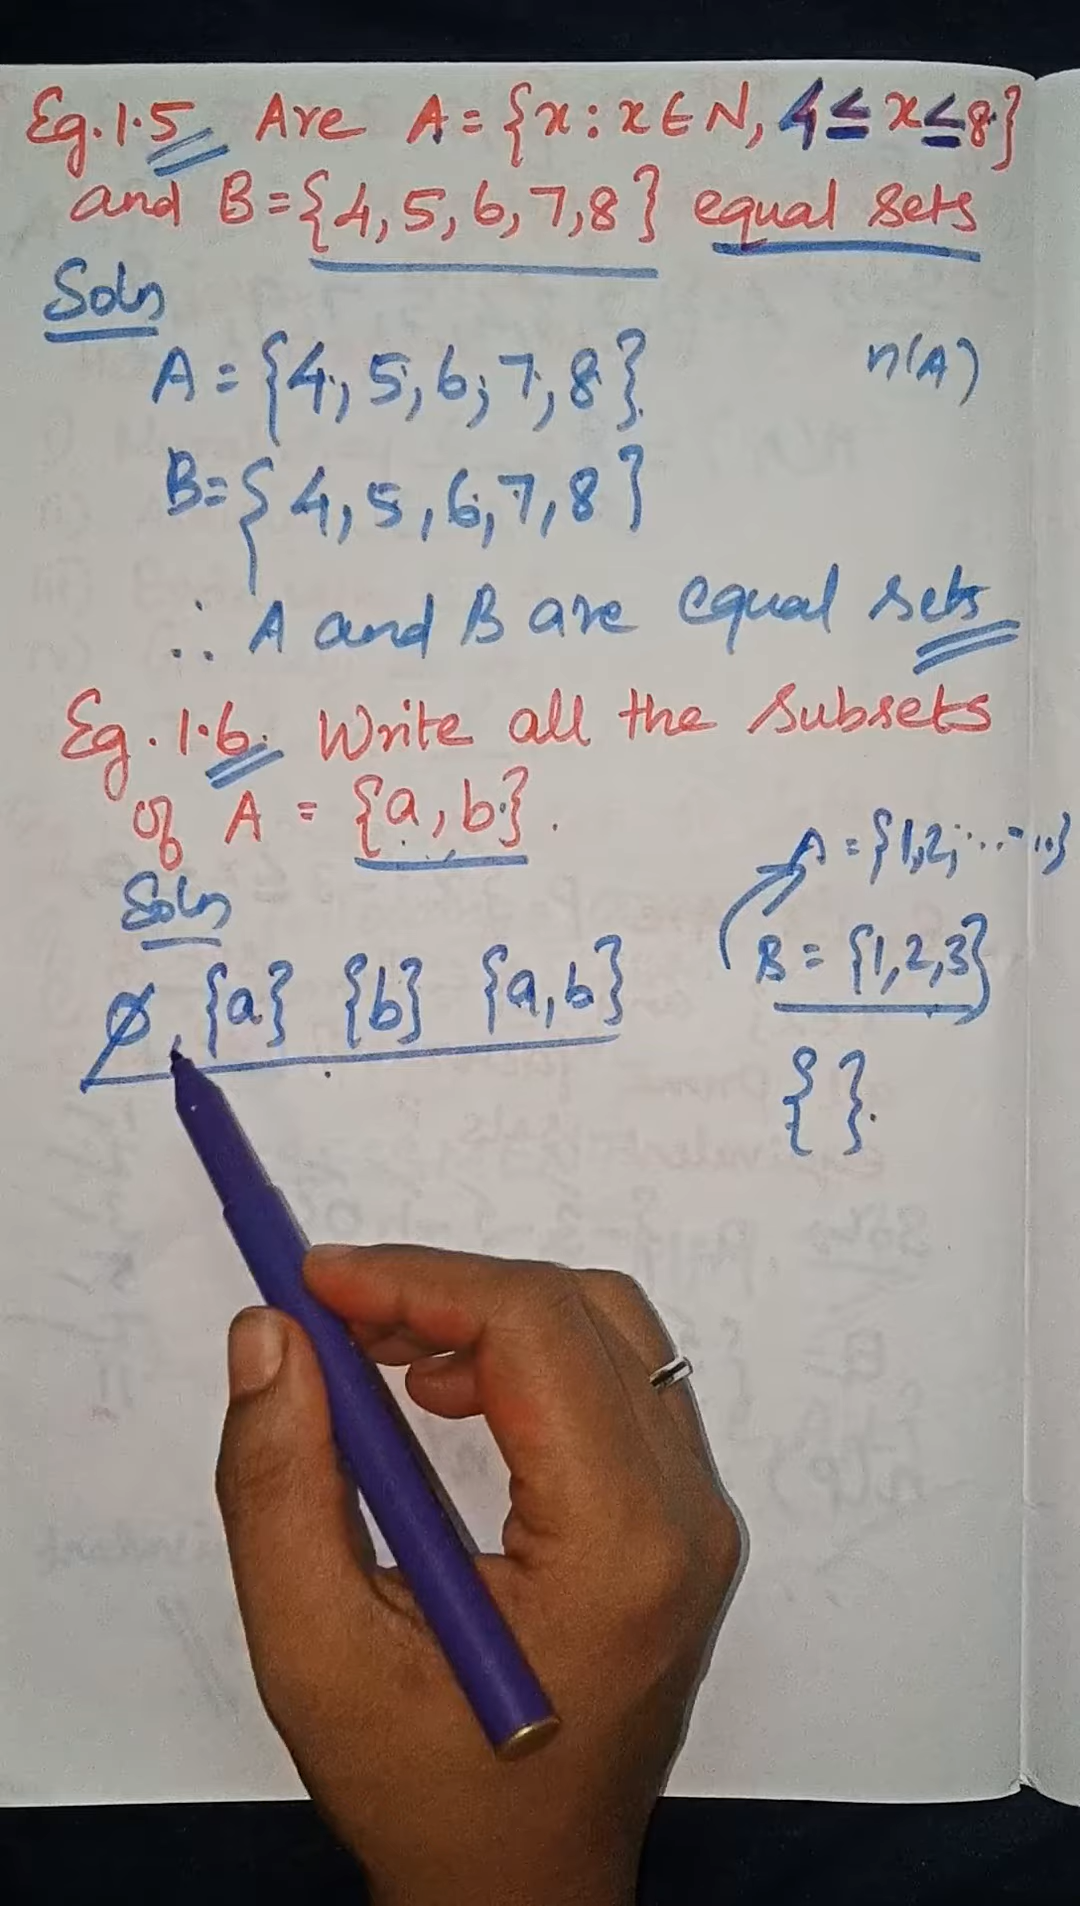 Eg.1.5 Are A = {x : x ∈ N, 4 ≤ x ≤ 8}
and B = {4, 5, 6, 7, 8} equal sets
Soln
A = {4, 5, 6, 7, 8}
n(A)
B = {4, 5, 6, 7, 8}
∴ A and B are equal sets
Eg. 1.6. Write all the subsets
of A = {a, b}.
Soln
∅, {a} {b} {a, b}
A = {1, 2, .....}
B = {1, 2, 3}
{ }.